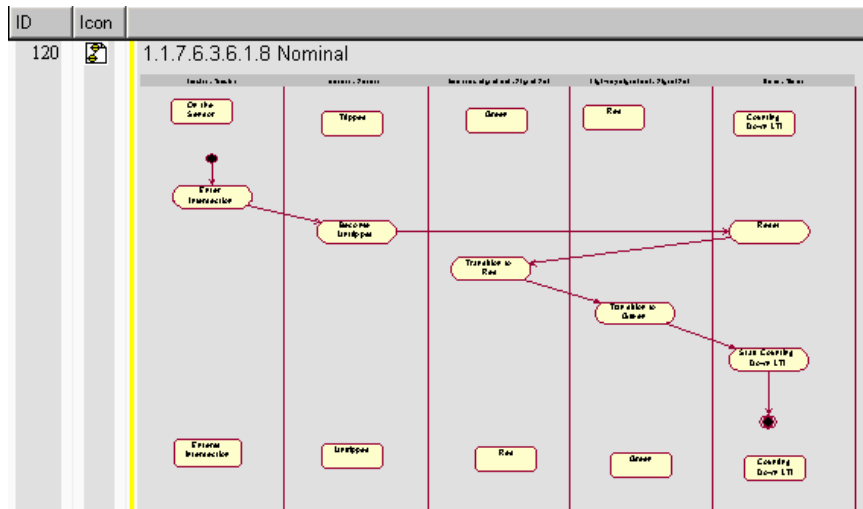 ID
Icon
120
1.1.7.6.3.6.1.8 Nominal
On the
Sensor
Tripped
Green
Red
Counting
Down LTI
Enter
Intersection
Become
Untripped
Reset
Transition to
Red
Transition to
Green
Start Counting
Down LTI
Entered
Intersection
Untripped
Red
Green
Counting
Down LTI